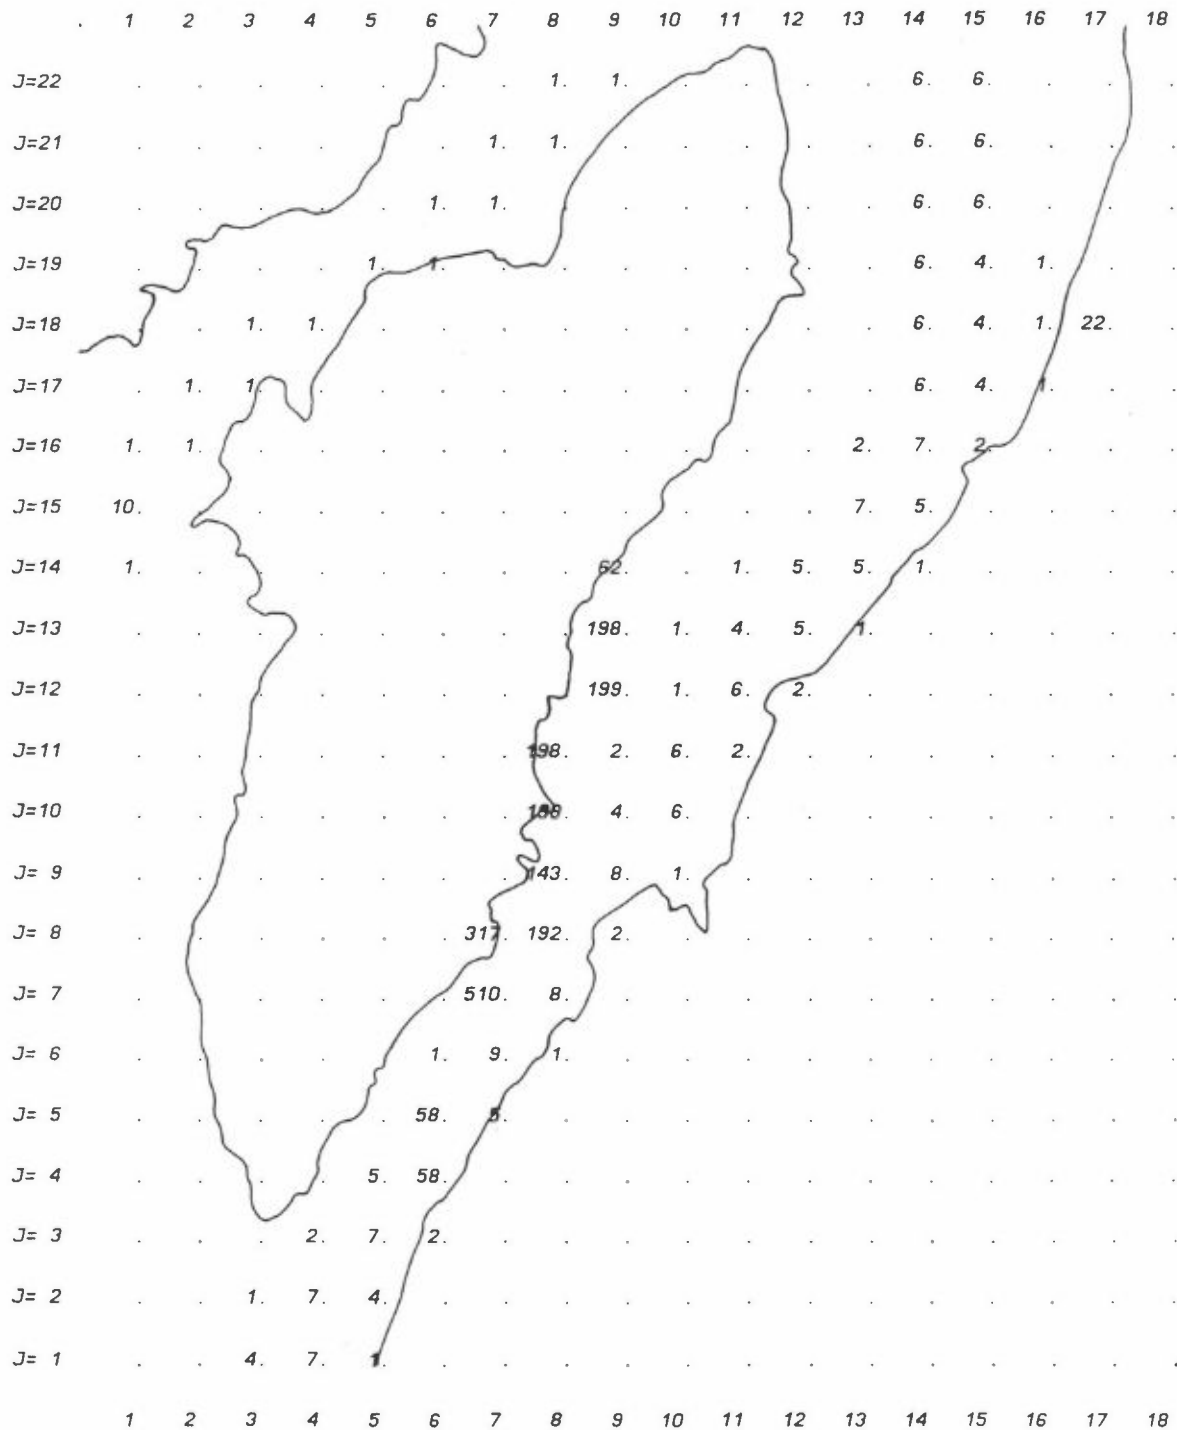 . 1 2 3 4 5 6 7 8 9 10 11 12 13 14 15 16 17 18
J=22 . . . . . . . 1. 1. . . . . 6. 6. . . .
J=21 . . . . . . 1. 1. . . . . . 6. 6. . . .
J=20 . . . . . 1. 1. . . . . . . 6. 6. . . .
J=19 . . . . 1. 1. . . . . . . . 6. 4. 1. . .
J=18 . . 1. 1. . . . . . . . . . 6. 4. 1. 22. .
J=17 . 1. 1. . . . . . . . . . . 6. 4. 1. . .
J=16 1. 1. . . . . . . . . . . 2. 7. 2. . . .
J=15 10. . . . . . . . . . . . 7. 5. . . . .
J=14 1. . . . . . . . 62. . 1. 5. 5. 1. . . . .
J=13 . . . . . . . . 198. 1. 4. 5. 1. . . . . .
J=12 . . . . . . . . 199. 1. 6. 2. . . . . . .
J=11 . . . . . . . 198. 2. 6. 2. . . . . . . .
J=10 . . . . . . . . 4. 6. . . . . . . . .
J= 9 . . . . . . . 143. 8. 1. . . . . . . . .
J= 8 . . . . . . 317. 192. 2. . . . . . . . . .
J= 7 . . . . . . 510. 8. . . . . . . . . . .
J= 6 . . . . . 1. 9. 1. . . . . . . . . . .
J= 5 . . . . . 58. 5. . . . . . . . . . . .
J= 4 . . . . 5. 58. . . . . . . . . . . . .
J= 3 . . . 2. 7. 2. . . . . . . . . . . . .
J= 2 . . 1. 7. 4. . . . . . . . . . . . . .
J= 1 . . 4. 7. 1. . . . . . . . . . . . . .
1 2 3 4 5 6 7 8 9 10 11 12 13 14 15 16 17 18